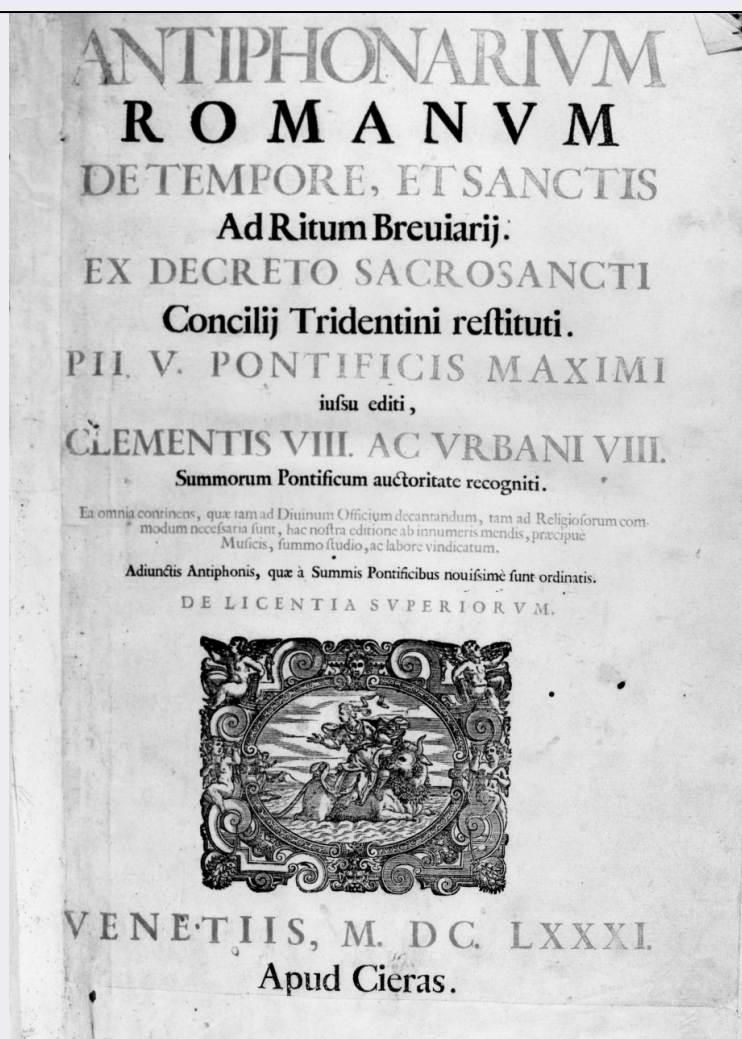 ANTIPHONARIVM
ROMANVM
DE TEMPORE, ET SANCTIS
Ad Ritum Breuiarij.
EX DECRETO SACROSANCTI
Concilij Tridentini reſtituti.
PII. V. PONTIFICIS MAXIMI
iuſsu editi,
CLEMENTIS VIII. AC VRBANI VIII.
Summorum Pontificum auctoritate recogniti.
Ea omnia continens, quæ tam ad Diuinum Officium decantandum, tam ad Religioſorum com-
modum neceſsaria ſunt, hac noſtra editione ab innumeris mendis, præcipuè
Muſicis, ſummo ſtudio, ac labore vindicatum.
Adiunctis Antiphonis, quæ à Summis Pontificibus nouiſsimè ſunt ordinatis.
DE LICENTIA SVPERIORVM.
VENETIIS, M. DC. LXXXI.
Apud Cieras.